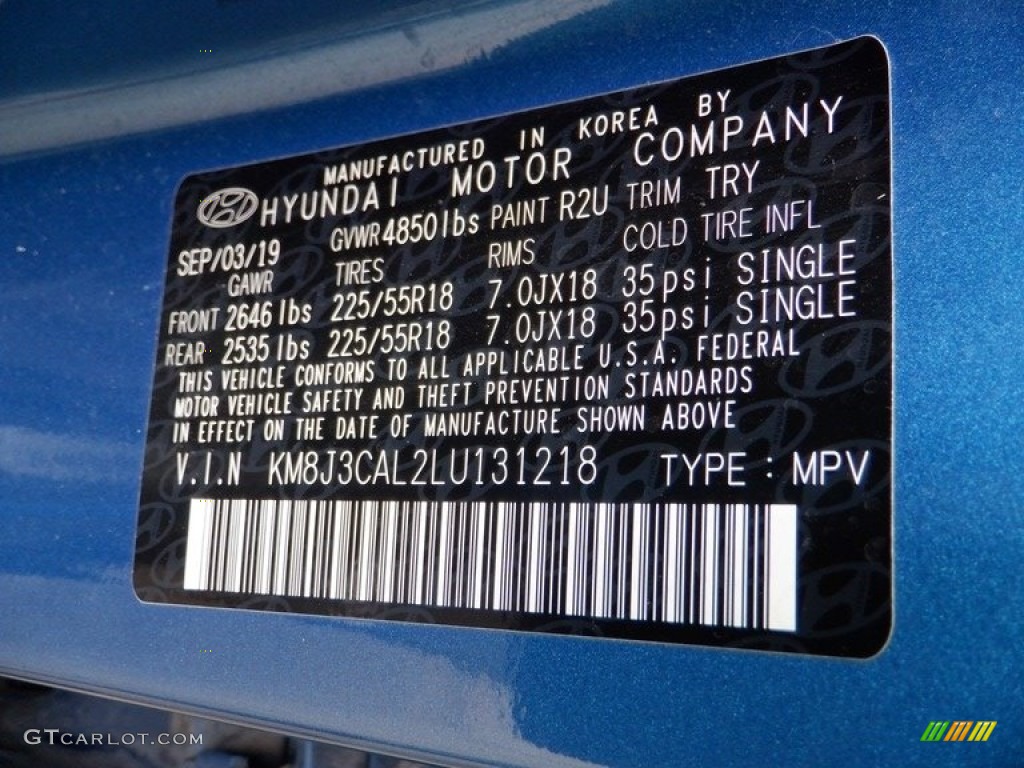 MANUFACTURED IN KOREA BY
HYUNDAI MOTOR COMPANY
SEP/03/19 GVWR 4850 lbs PAINT R2U TRIM TRY
GAWR TIRES RIMS COLD TIRE INFL
FRONT 2646 lbs 225/55R18 7.0JX18 35psi SINGLE
REAR 2535 lbs 225/55R18 7.0JX18 35psi SINGLE
THIS VEHICLE CONFORMS TO ALL APPLICABLE U.S.A. FEDERAL
MOTOR VEHICLE SAFETY AND THEFT PREVENTION STANDARDS
IN EFFECT ON THE DATE OF MANUFACTURE SHOWN ABOVE
V.I.N KM8J3CAL2LU131218 TYPE : MPV
GTCARLOT.COM